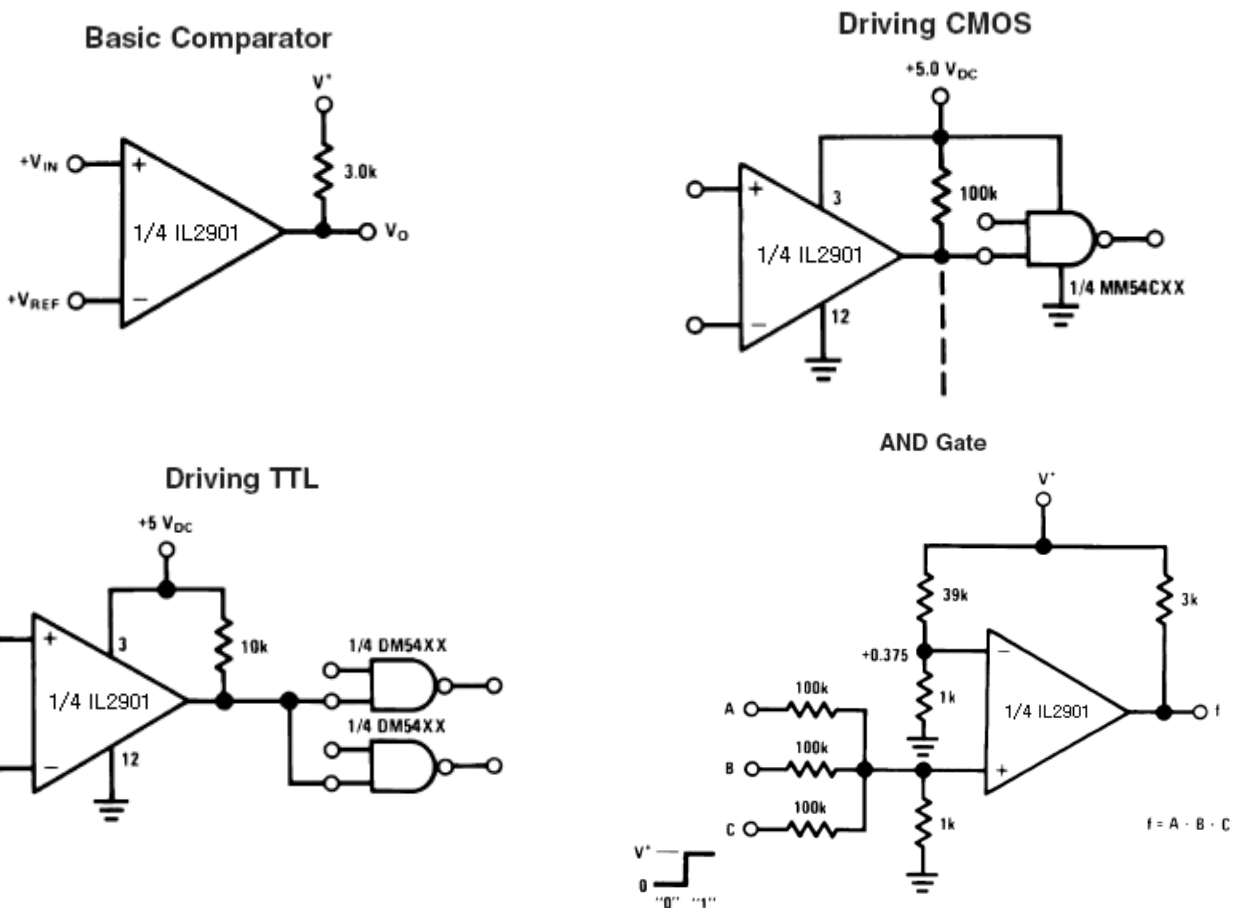 Basic Comparator
V+
+VIN
+
3.0k
1/4 IL2901
VO
+VREF
−
Driving CMOS
+5.0 VDC
+
3
100k
1/4 IL2901
−
12
1/4 MM54CXX
Driving TTL
+5 VDC
+
3
10k
1/4 DM54XX
1/4 IL2901
1/4 DM54XX
−
12
AND Gate
V+
39k
3k
+0.375
−
1k
100k
A
1/4 IL2901
f
100k
B
+
100k
C
1k
f = A · B · C
V+
0
"0" "1"